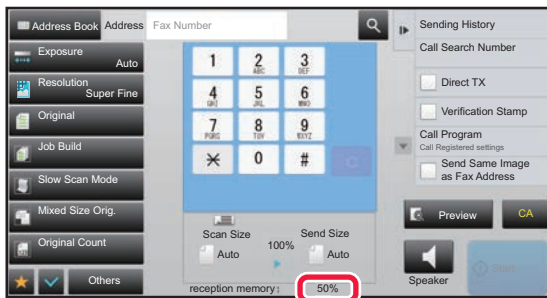 Address Book Address Fax Number
Sending History
Call Search Number
Direct TX
Verification Stamp
Call Program
Call Registered settings
Send Same Image
as Fax Address
Preview
CA
Speaker
Start
Exposure
Auto
Resolution
Super Fine
Original
Job Build
Slow Scan Mode
Mixed Size Orig.
Original Count
Others
1 2 ABC 3 DEF
4 GHI 5 JKL 6 MNO
7 PQRS 8 TUV 9 WXYZ
0 #
C
Scan Size
Auto
100%
Send Size
Auto
reception memory: 50%